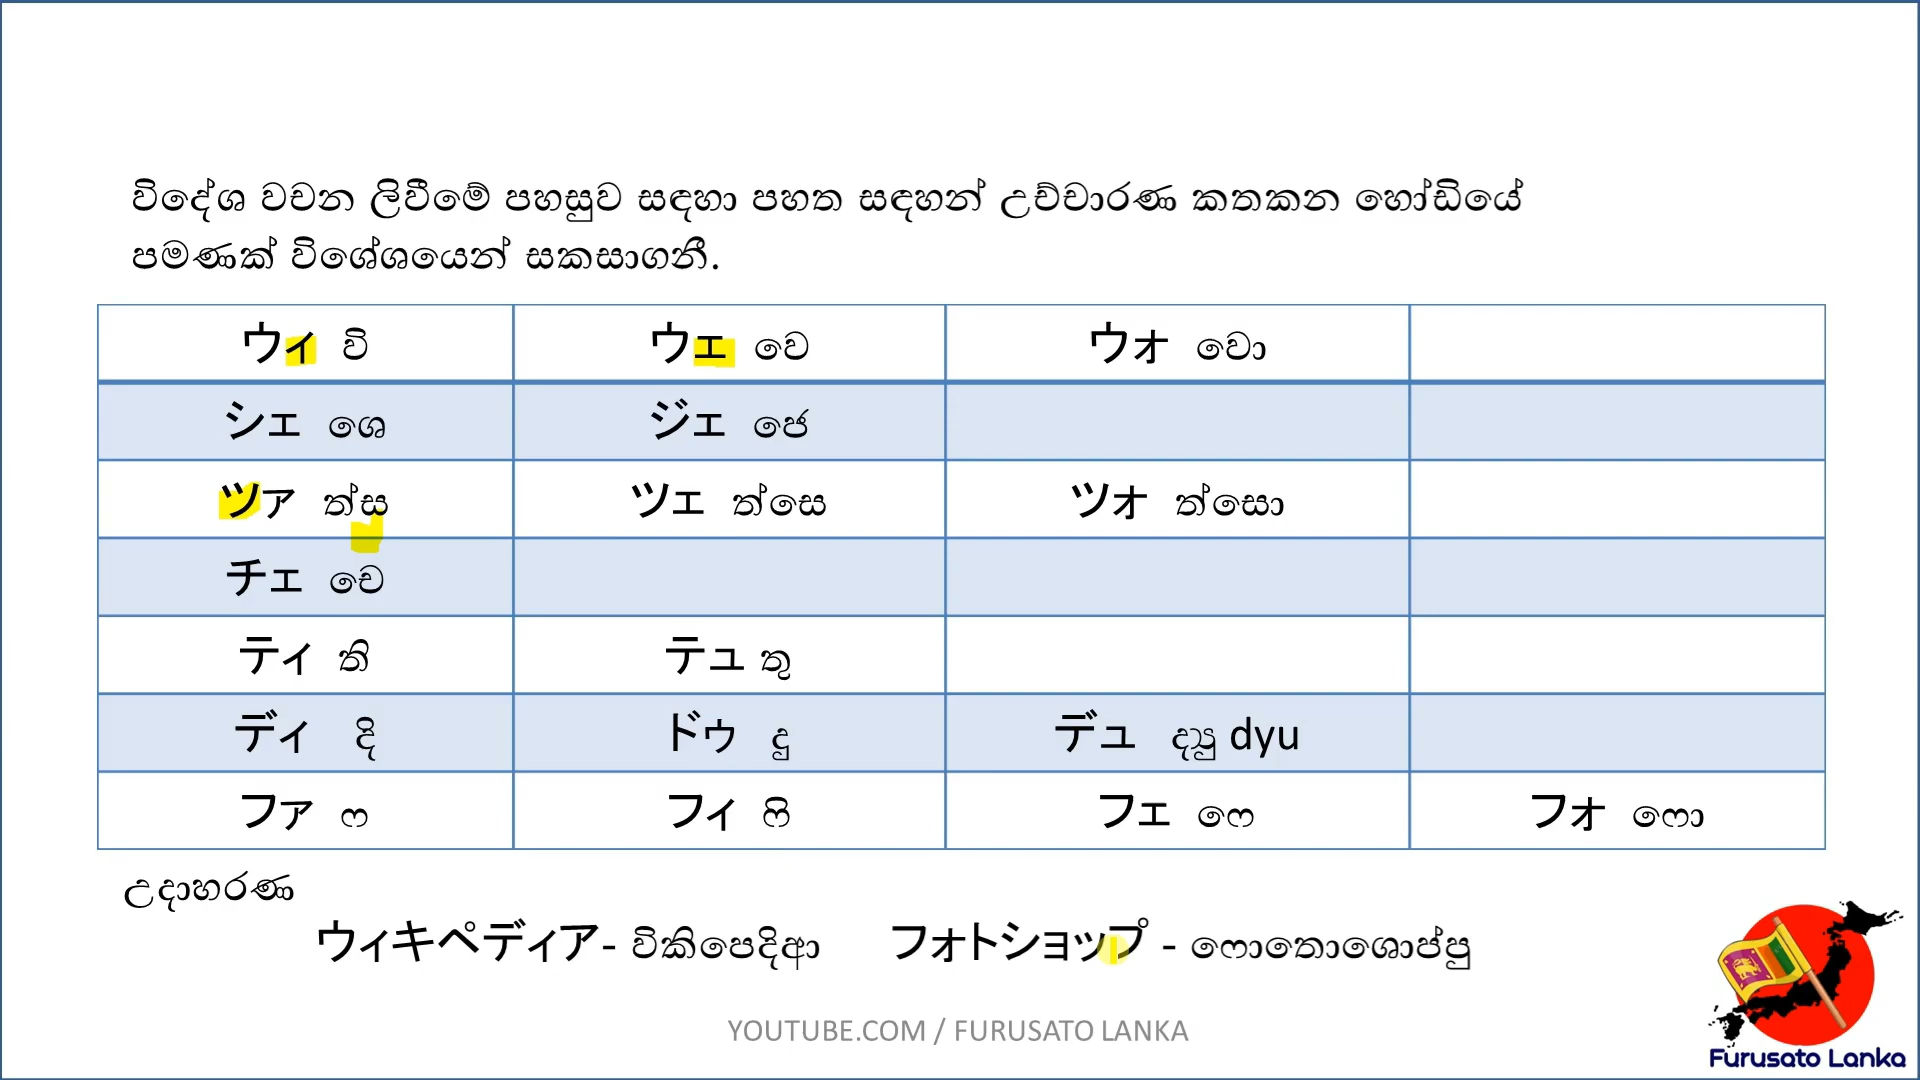 විදේශ වචන ලිවීමේ පහසුව සඳහා පහත සඳහන් උච්චාරණ කතකන හෝඩියේ
පමණක් විශේශයෙන් සකසාගනී.
ウィ වි ウェ වෙ ウォ වො
シェ ශෙ ジェ ජෙ
ツァ ත්ස ツェ ත්සෙ ツォ ත්සො
チェ චෙ
ティ ති テュ තු
ディ දි ドゥ දු デュ ද්‍යු dyu
ファ ෆ フィ ෆි フェ ෆෙ フォ ෆො
උදාහරණ
ウィキペディア- විකිපෙදිආ フォトショップ - ෆොතොශොප්පු
YOUTUBE.COM / FURUSATO LANKA
Furusato Lanka